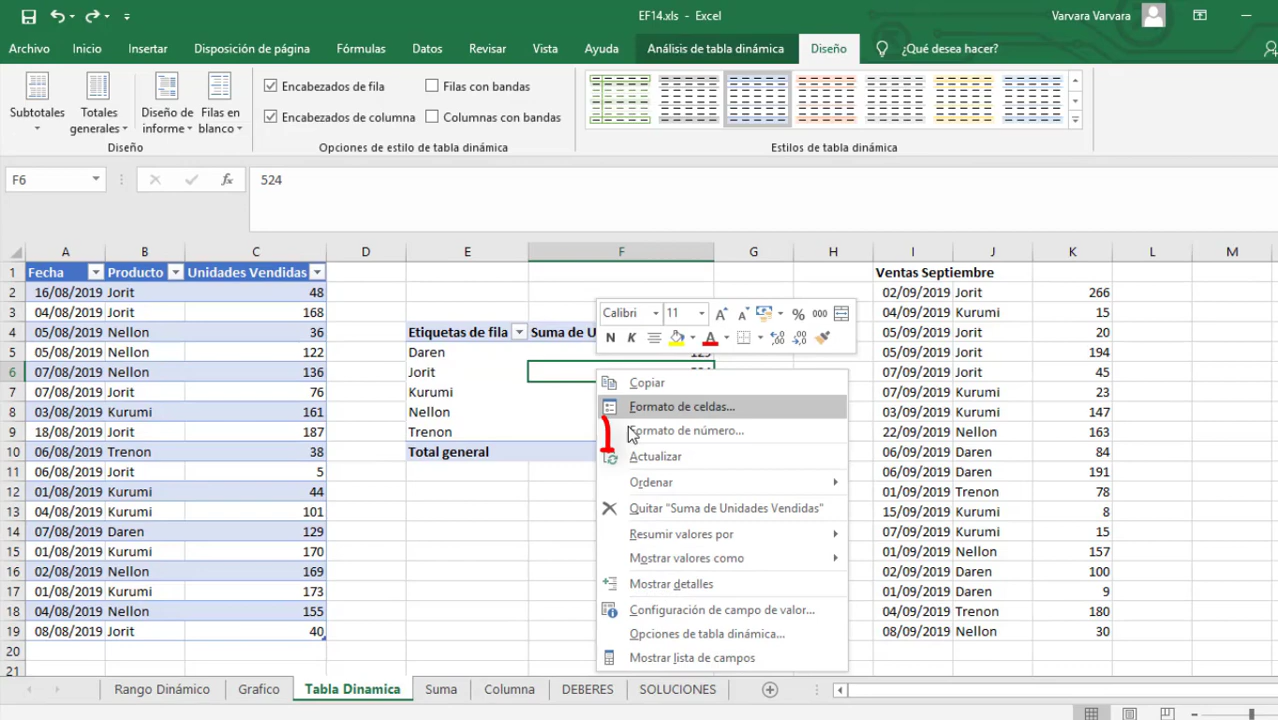 EF14.xls - Excel
Varvara Varvara
Archivo Inicio Insertar Disposición de página Fórmulas Datos Revisar Vista Ayuda Análisis de tabla dinámica Diseño ¿Qué desea hacer?
Subtotales
Totales generales
Diseño de informe
Filas en blanco
Diseño
Encabezados de fila Filas con bandas
Encabezados de columna Columnas con bandas
Opciones de estilo de tabla dinámica
Estilos de tabla dinámica
F6 fx 524
A B C D E F G H I J K L M
1 Fecha Producto Unidades Vendidas Ventas Septiembre
2 16/08/2019 Jorit 48 02/09/2019 Jorit 266
3 04/08/2019 Jorit 168 04/09/2019 Kurumi 15
4 05/08/2019 Nellon 36 Etiquetas de fila Suma de U 05/09/2019 Jorit 20
5 05/08/2019 Nellon 122 Daren 129 05/09/2019 Jorit 194
6 07/08/2019 Nellon 136 Jorit 07/09/2019 Jorit 45
7 07/08/2019 Jorit 76 Kurumi 01/09/2019 Kurumi 23
8 03/08/2019 Kurumi 161 Nellon 03/09/2019 Kurumi 147
9 18/08/2019 Jorit 187 Trenon 22/09/2019 Nellon 163
10 06/08/2019 Trenon 38 Total general 06/09/2019 Daren 84
11 06/08/2019 Jorit 5 06/09/2019 Daren 191
12 01/08/2019 Kurumi 44 01/09/2019 Trenon 78
13 04/08/2019 Kurumi 101 15/09/2019 Kurumi 8
14 07/08/2019 Daren 129 07/09/2019 Kurumi 15
15 01/08/2019 Kurumi 170 01/09/2019 Nellon 157
16 02/08/2019 Nellon 169 02/09/2019 Daren 100
17 01/08/2019 Kurumi 173 01/09/2019 Daren 9
18 04/08/2019 Nellon 155 04/09/2019 Trenon 180
19 08/08/2019 Jorit 40 08/09/2019 Nellon 30
20
21
Calibri 11 % 000
N K A
Copiar
Formato de celdas...
Formato de número...
Actualizar
Ordenar
Quitar "Suma de Unidades Vendidas"
Resumir valores por
Mostrar valores como
Mostrar detalles
Configuración de campo de valor...
Opciones de tabla dinámica...
Mostrar lista de campos
Rango Dinámico Grafico Tabla Dinamica Suma Columna DEBERES SOLUCIONES